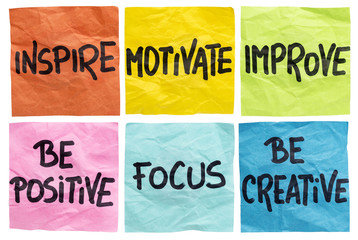 INSPIRE
MOTIVATE
IMPROVE
BE
POSITIVE
FOCUS
BE
CREATIVE